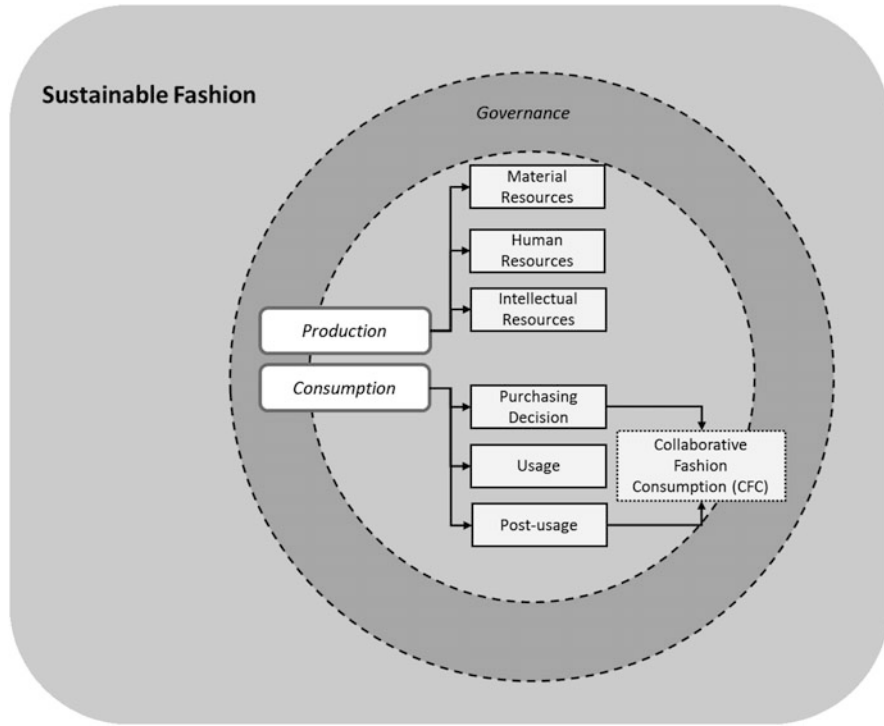 Sustainable Fashion
Governance
Material
Resources
Human
Resources
Intellectual
Resources
Production
Consumption
Purchasing
Decision
Usage
Post-usage
Collaborative
Fashion
Consumption (CFC)